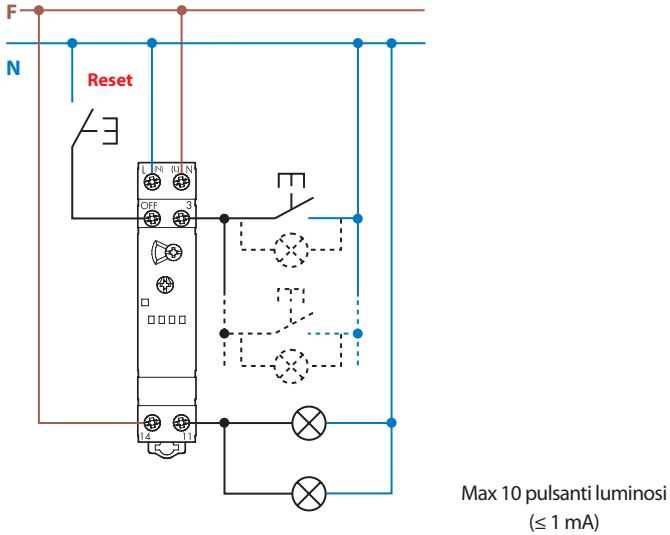 F
N
Reset
L (N) (L) N
OFF 3
14 11
Max 10 pulsanti luminosi
(≤ 1 mA)